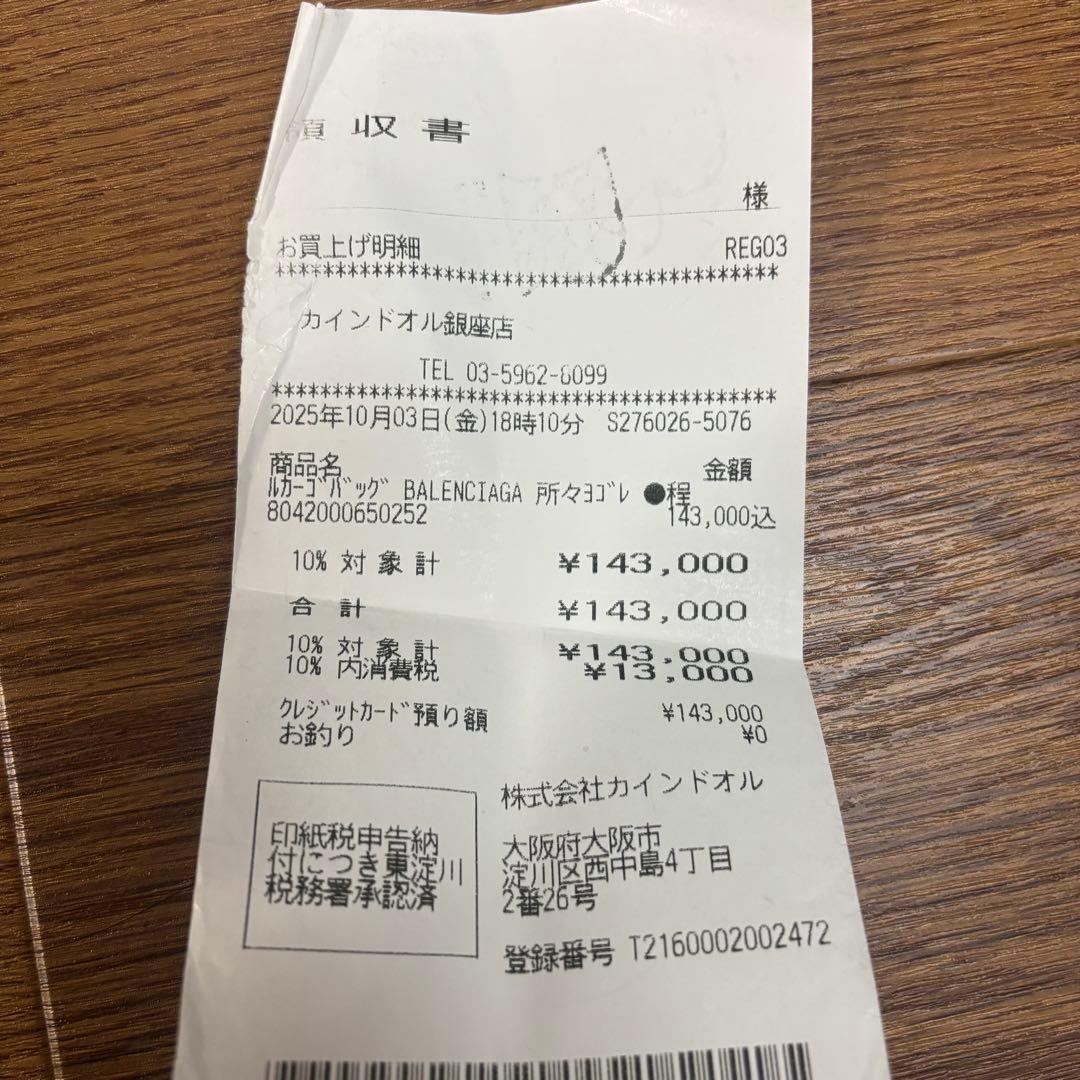 領収書
様
お買上げ明細 REG03
******************************************
カインドオル銀座店
TEL 03-5962-8099
******************************************
2025年10月03日(金)18時10分 S276026-5076
商品名 金額
ﾙｶｰｺﾞﾊﾞｯｸﾞ BALENCIAGA 所々ﾖｺﾞﾚ ●程
8042000650252 143,000込
10% 対象計 ¥143,000
合計 ¥143,000
10% 対象計 ¥143,000
10% 内消費税 ¥13,000
ｸﾚｼﾞｯﾄｶｰﾄﾞ預り額 ¥143,000
お釣り ¥0
印紙税申告納
付につき東淀川
税務署承認済
株式会社カインドオル
大阪府大阪市
淀川区西中島4丁目
2番26号
登録番号 T2160002002472